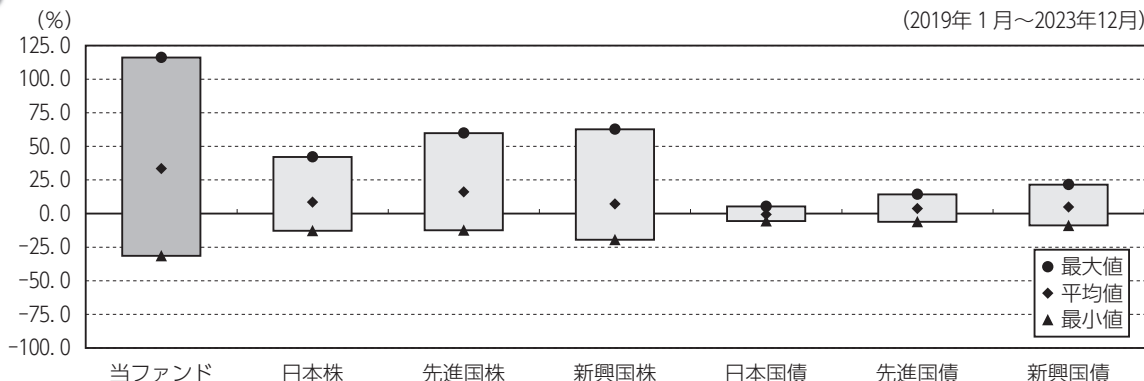 (%)
(2019年1月～2023年12月)
125.0
100.0
75.0
50.0
25.0
0.0
-25.0
-50.0
-75.0
-100.0
● 最大値
◆ 平均値
▲ 最小値
当ファンド 日本株 先進国株 新興国株 日本国債 先進国債 新興国債